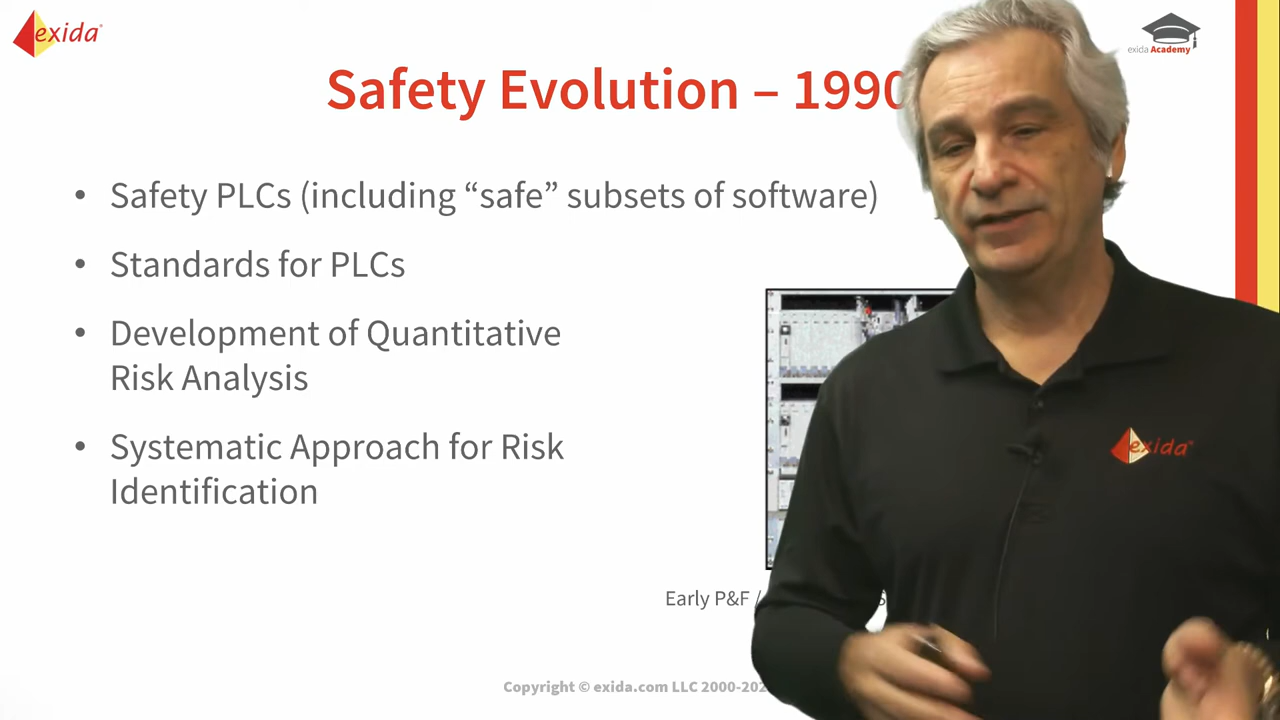 exida
exida Academy
Safety Evolution – 1990
• Safety PLCs (including “safe” subsets of software)
• Standards for PLCs
• Development of Quantitative
Risk Analysis
• Systematic Approach for Risk
Identification
exida
Early P&F /
Copyright © exida.com LLC 2000-202